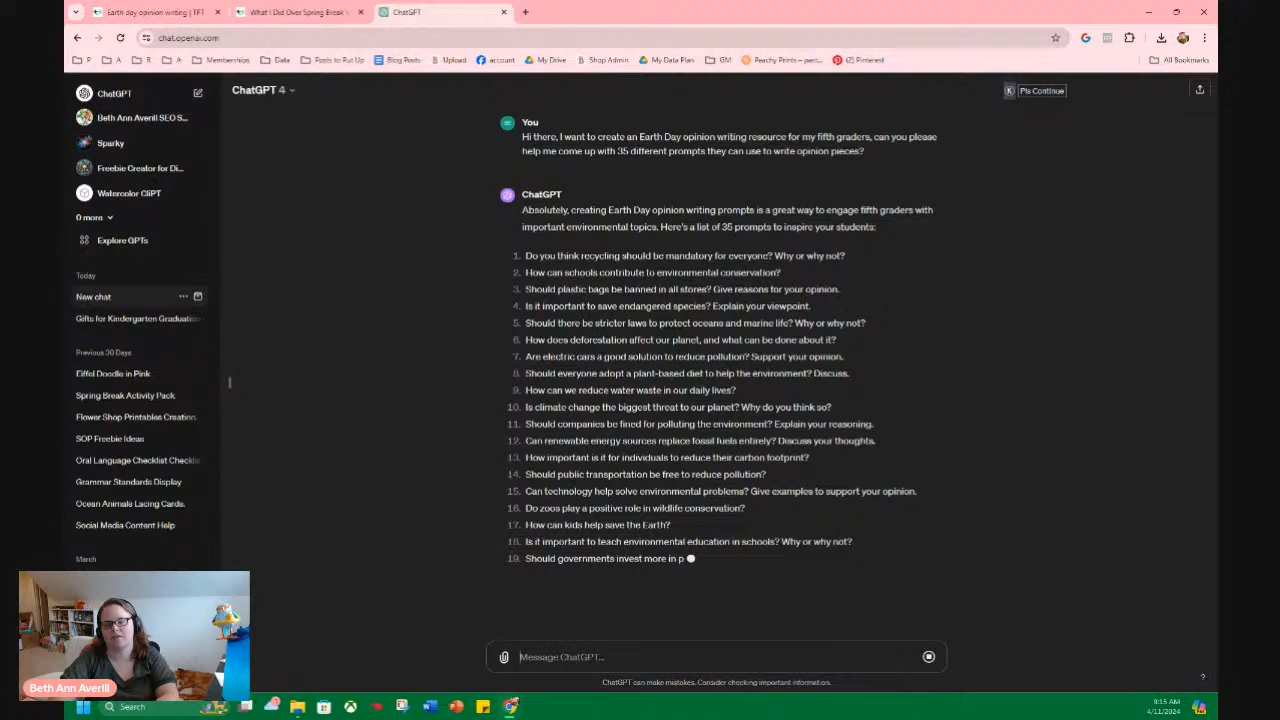 Earth day opinion writing | TPT
What I Did Over Spring Break W
ChatGPT
chat.openai.com
P
A
R
A
Memberships
Data
Posts to Put Up
Blog Posts
Upload
account
My Drive
Shop Admin
My Data Plan
GM
Peachy Prints – past...
(2) Pinterest
All Bookmarks
ChatGPT
Beth Ann Averill SEO S...
Sparky
Freebie Creator for Di...
Watercolor CliPT
0 more
Explore GPTs
Today
New chat
Gifts for Kindergarten Graduation
Previous 30 Days
Eiffel Doodle in Pink
Spring Break Activity Pack
Flower Shop Printables Creation.
SOP Freebie Ideas
Oral Language Checklist Checklis
Grammar Standards Display
Ocean Animals Lacing Cards.
Social Media Content Help
March
ChatGPT 4
K Pls Continue
You
Hi there, I want to create an Earth Day opinion writing resource for my fifth graders, can you please
help me come up with 35 different prompts they can use to write opinion pieces?
ChatGPT
Absolutely, creating Earth Day opinion writing prompts is a great way to engage fifth graders with
important environmental topics. Here's a list of 35 prompts to inspire your students:
1. Do you think recycling should be mandatory for everyone? Why or why not?
2. How can schools contribute to environmental conservation?
3. Should plastic bags be banned in all stores? Give reasons for your opinion.
4. Is it important to save endangered species? Explain your viewpoint.
5. Should there be stricter laws to protect oceans and marine life? Why or why not?
6. How does deforestation affect our planet, and what can be done about it?
7. Are electric cars a good solution to reduce pollution? Support your opinion.
8. Should everyone adopt a plant-based diet to help the environment? Discuss.
9. How can we reduce water waste in our daily lives?
10. Is climate change the biggest threat to our planet? Why do you think so?
11. Should companies be fined for polluting the environment? Explain your reasoning.
12. Can renewable energy sources replace fossil fuels entirely? Discuss your thoughts.
13. How important is it for individuals to reduce their carbon footprint?
14. Should public transportation be free to reduce pollution?
15. Can technology help solve environmental problems? Give examples to support your opinion.
16. Do zoos play a positive role in wildlife conservation?
17. How can kids help save the Earth?
18. Is it important to teach environmental education in schools? Why or why not?
19. Should governments invest more in p
Message ChatGPT...
ChatGPT can make mistakes. Consider checking important information.
?
Beth Ann Averill
Search
9:15 AM
4/11/2024